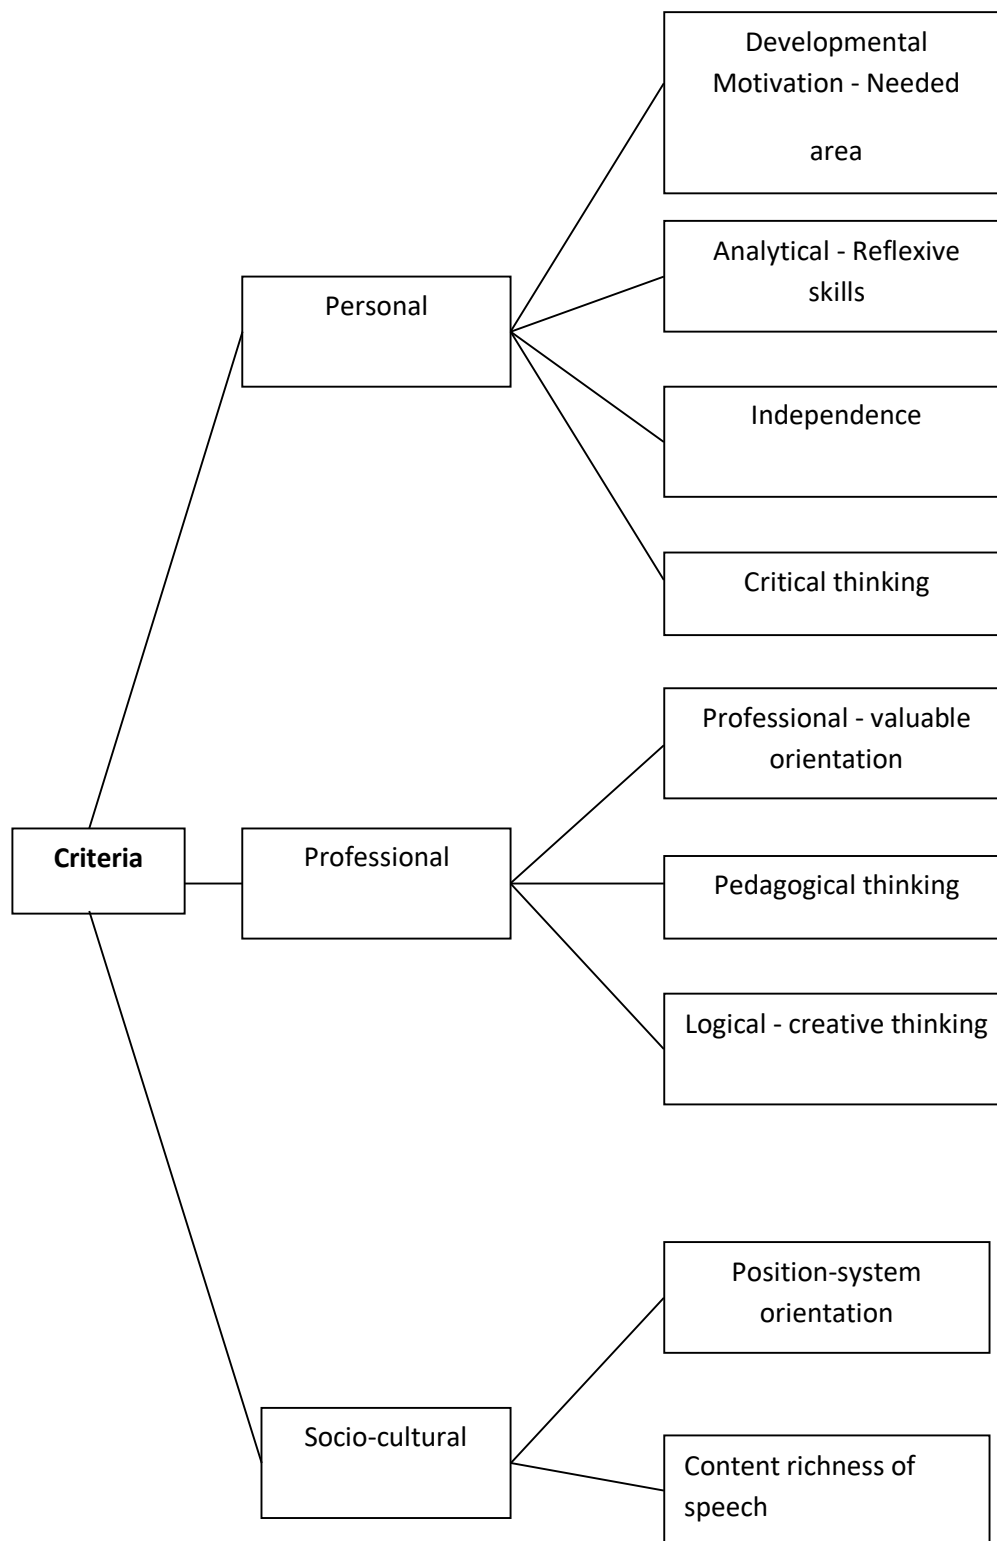 Developmental
Motivation - Needed
area
Analytical - Reflexive
skills
Personal
Independence
Critical thinking
Professional - valuable
orientation
Criteria
Professional
Pedagogical thinking
Logical - creative thinking
Position-system
orientation
Socio-cultural
Content richness of
speech